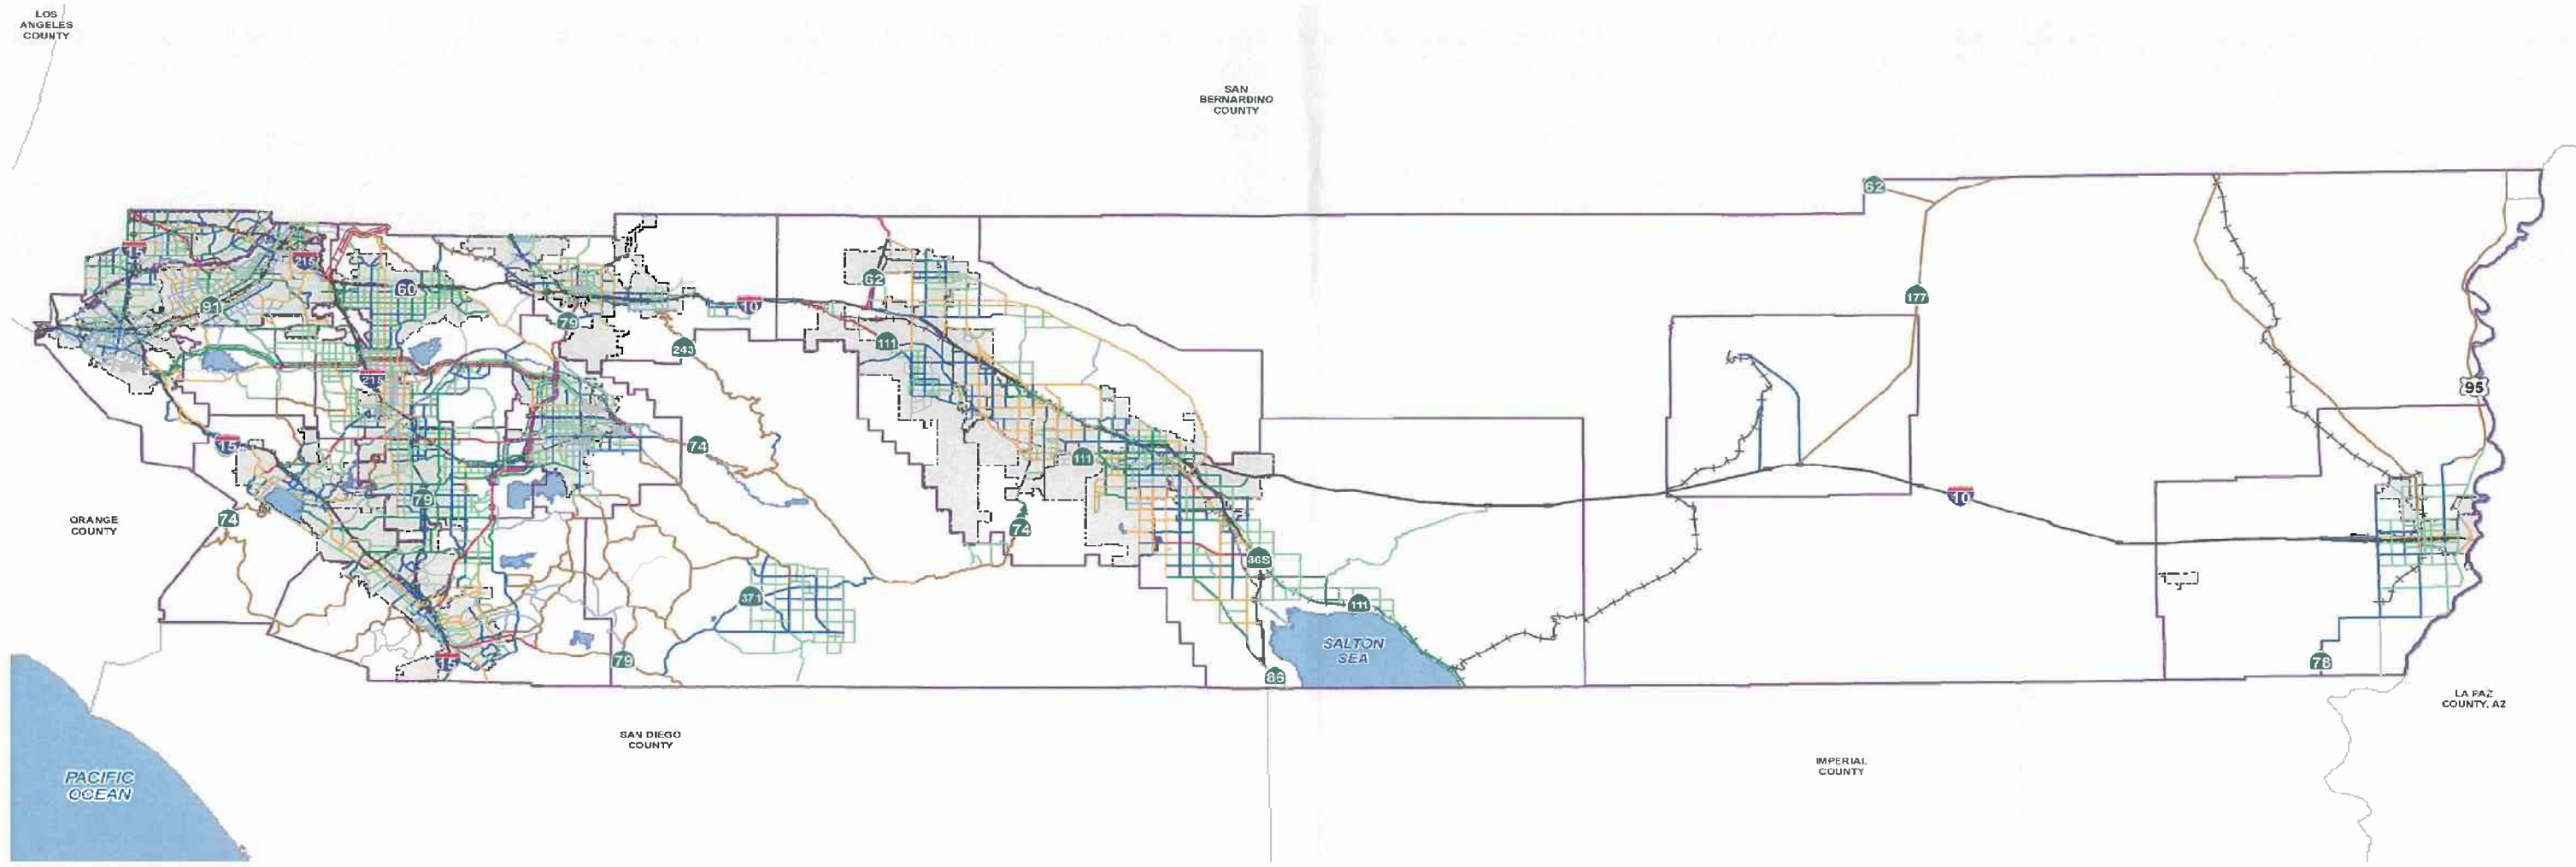 LOS
ANGELES
COUNTY
SAN
BERNARDINO
COUNTY
62
15
215
60
91
62
10
177
79
111
243
215
95
15
74
111
79
10
74
ORANGE
COUNTY
74
86S
371
111
SALTON
SEA
15
79
86
78
LA PAZ
COUNTY, AZ
SAN DIEGO
COUNTY
IMPERIAL
COUNTY
PACIFIC
OCEAN